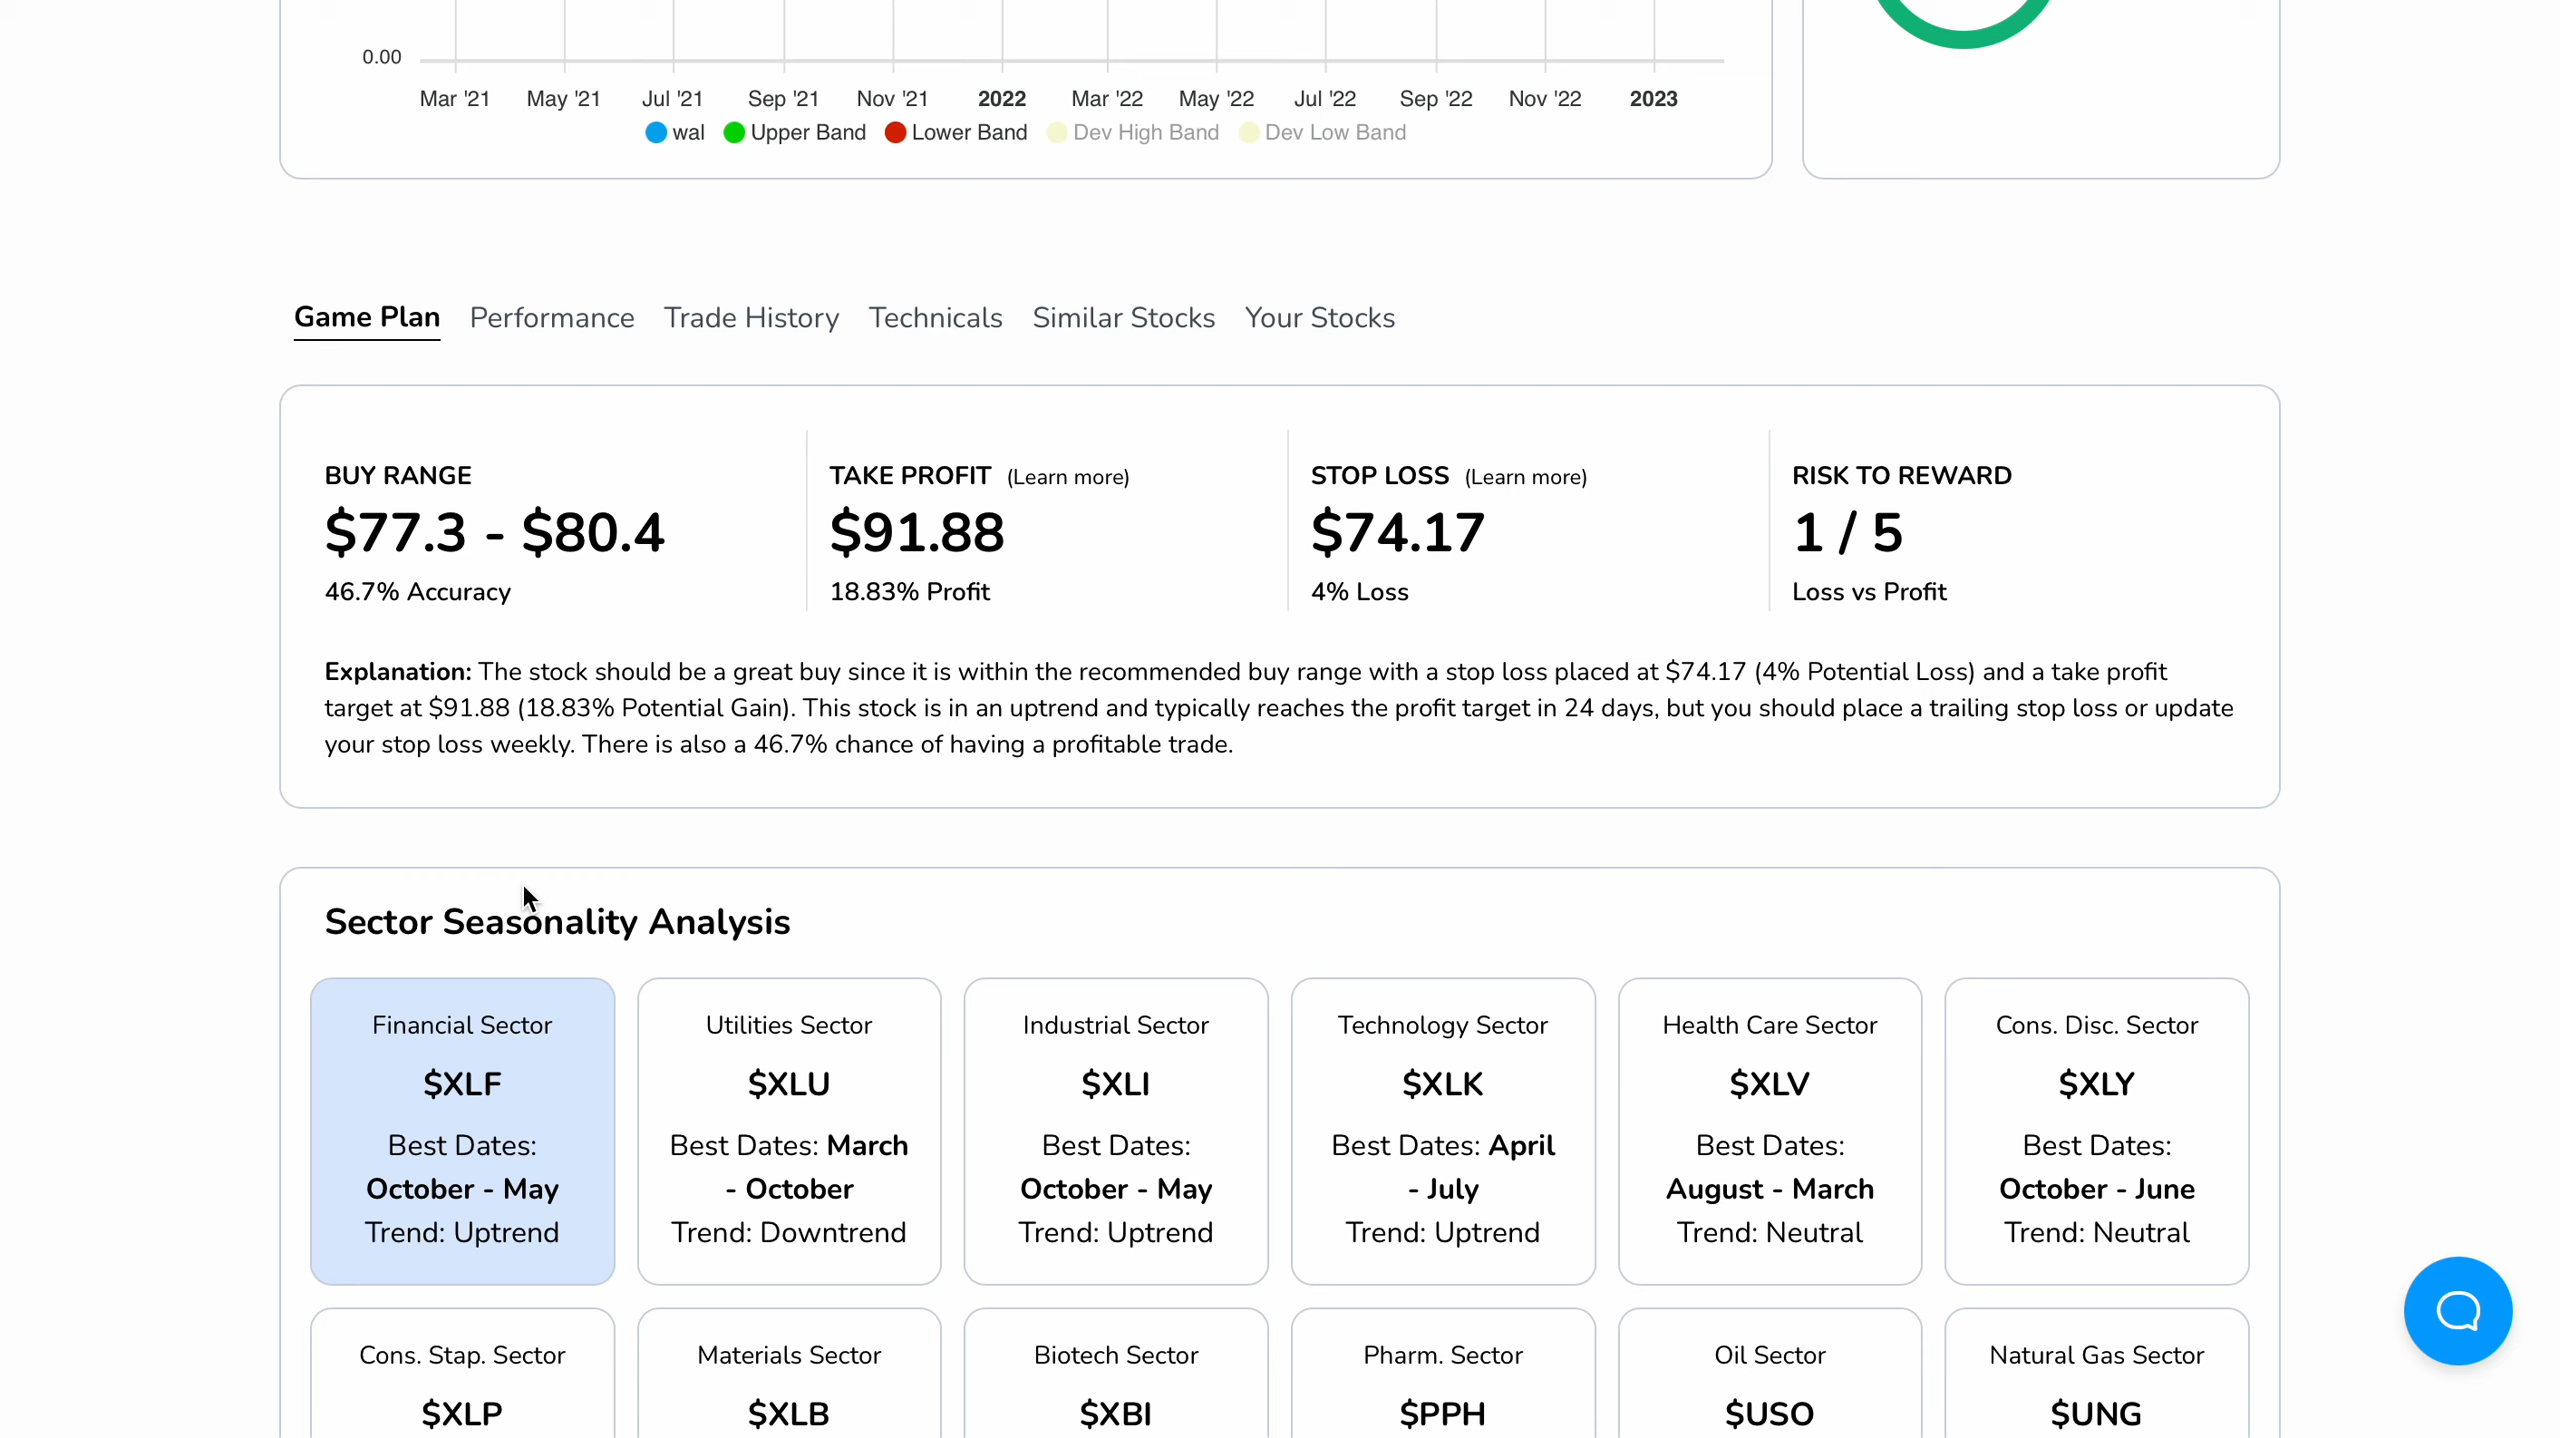 0.00
Mar '21 May '21 Jul '21 Sep '21 Nov '21 2022 Mar '22 May '22 Jul '22 Sep '22 Nov '22 2023
wal Upper Band Lower Band Dev High Band Dev Low Band
Game Plan Performance Trade History Technicals Similar Stocks Your Stocks
BUY RANGE
$77.3 - $80.4
46.7% Accuracy
TAKE PROFIT (Learn more)
$91.88
18.83% Profit
STOP LOSS (Learn more)
$74.17
4% Loss
RISK TO REWARD
1 / 5
Loss vs Profit
Explanation: The stock should be a great buy since it is within the recommended buy range with a stop loss placed at $74.17 (4% Potential Loss) and a take profit
target at $91.88 (18.83% Potential Gain). This stock is in an uptrend and typically reaches the profit target in 24 days, but you should place a trailing stop loss or update
your stop loss weekly. There is also a 46.7% chance of having a profitable trade.
Sector Seasonality Analysis
Financial Sector
$XLF
Best Dates:
October - May
Trend: Uptrend
Utilities Sector
$XLU
Best Dates: March
- October
Trend: Downtrend
Industrial Sector
$XLI
Best Dates:
October - May
Trend: Uptrend
Technology Sector
$XLK
Best Dates: April
- July
Trend: Uptrend
Health Care Sector
$XLV
Best Dates:
August - March
Trend: Neutral
Cons. Disc. Sector
$XLY
Best Dates:
October - June
Trend: Neutral
Cons. Stap. Sector
$XLP
Materials Sector
$XLB
Biotech Sector
$XBI
Pharm. Sector
$PPH
Oil Sector
$USO
Natural Gas Sector
$UNG